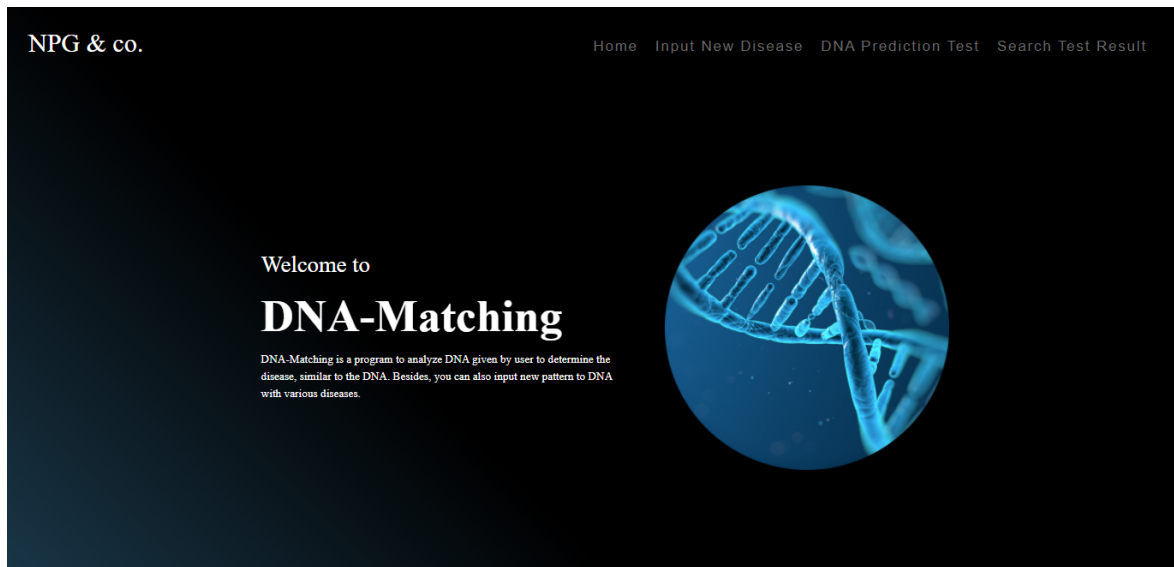 NPG & co.
Home Input New Disease DNA Prediction Test Search Test Result
Welcome to
DNA-Matching
DNA-Matching is a program to analyze DNA given by user to determine the
disease, similar to the DNA. Besides, you can also input new pattern to DNA
with various diseases.